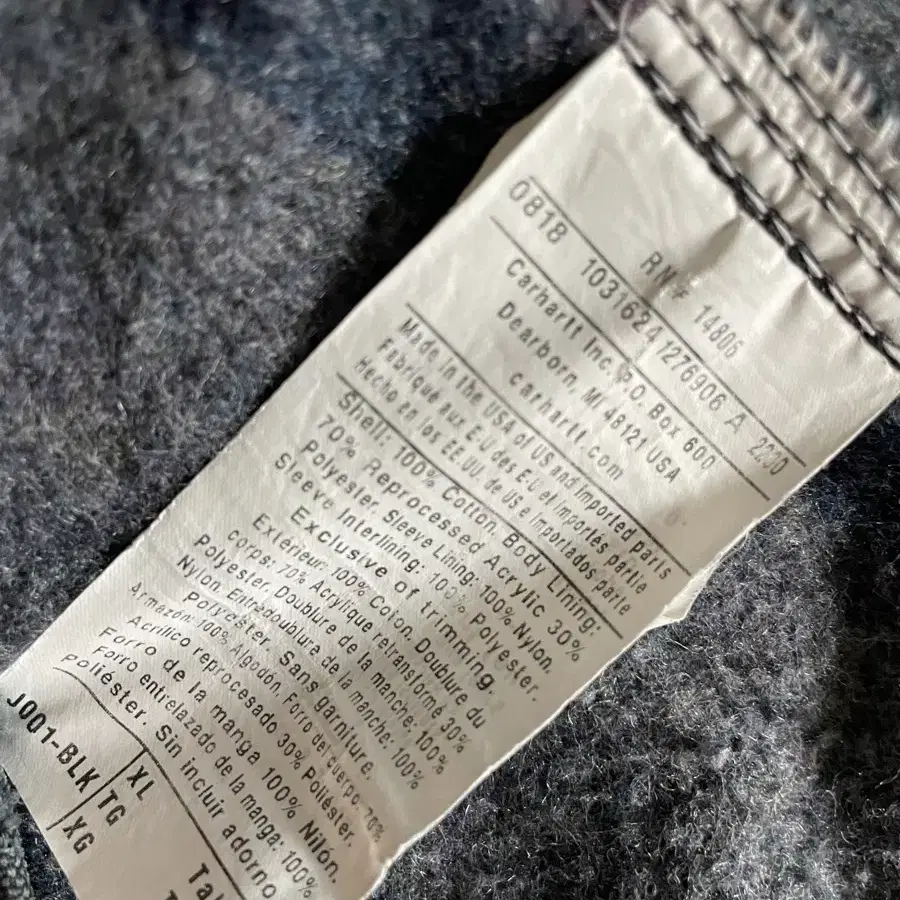 RN# 14806
0818 1031624 1276906 A 2230
Carhartt Inc. P.O. Box 600
Dearborn, MI 48121 USA
carhartt.com
Made in the USA of US and Imported parts
Fabriqué aux E-U des E-U et importés partie
Hecho en los EE.UU. de US e importados parte
Shell: 100% Cotton. Body Lining:
70% Reprocessed Acrylic 30%
Polyester. Sleeve Lining: 100% Nylon.
Sleeve Interlining: 100% Polyester.
Exclusive of trimming.
Extérieur: 100% Coton. Doublure du
corps: 70% Acrylique retransformé 30%
Polyester. Doublure de la manche: 100%
Nylon. Entredoublure de la manche: 100%
Polyester. Sans garniture.
Armazón: 100% Algodón. Forro del cuerpo: 70%
Acrílico reprocesado 30% Poliéster.
Forro de la manga 100% Nilón.
Forro entrelazado de la manga: 100%
poliéster. Sin incluir adorno
J001-BLK
XL
TG
XG